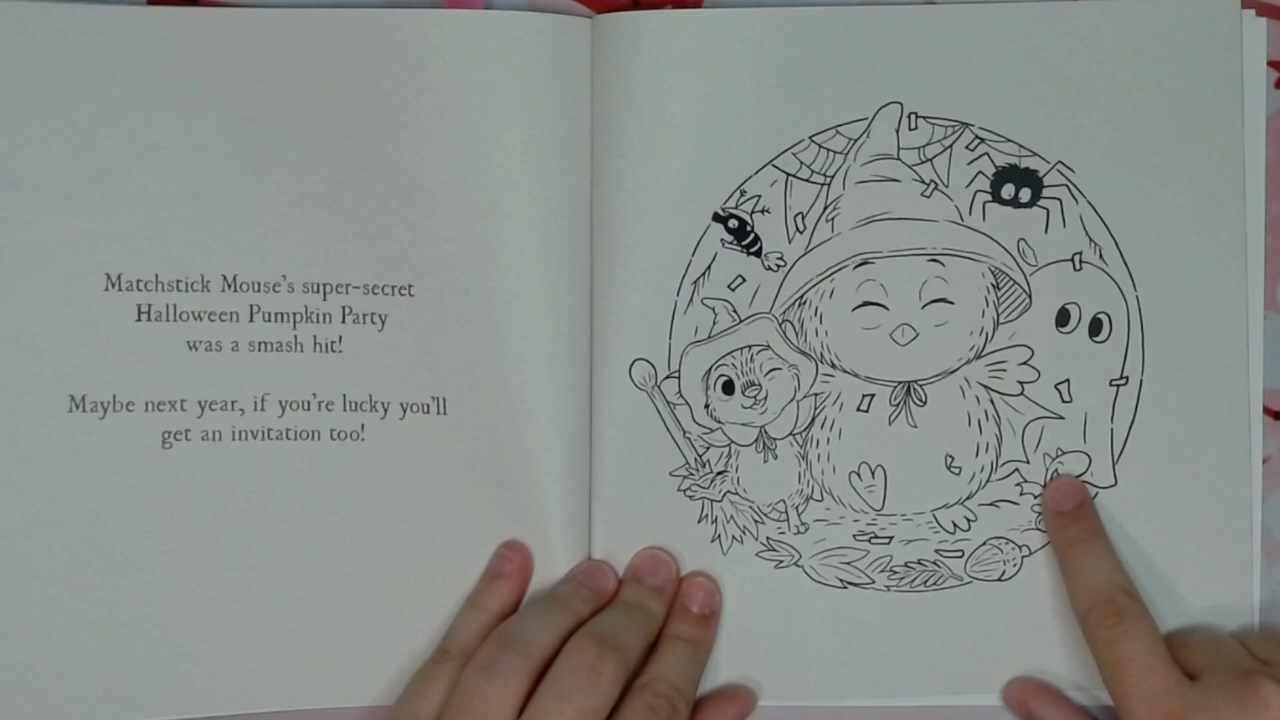 Matchstick Mouse's super-secret
Halloween Pumpkin Party
was a smash hit!
Maybe next year, if you're lucky you'll
get an invitation too!